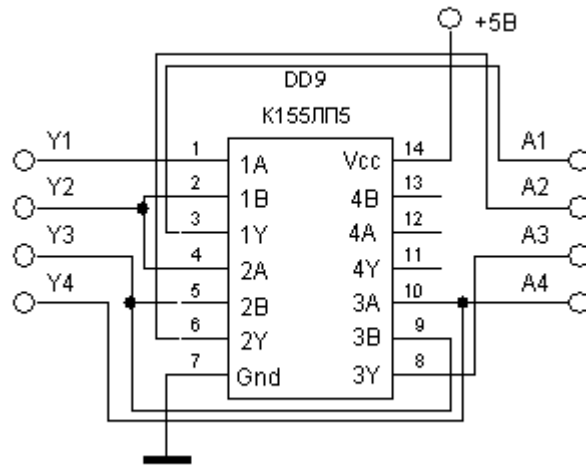 +5В
DD9
К155ЛП5
Y1 1 1A Vcc 14 A1
Y2 2 1B 4B 13 A2
3 1Y 4A 12
Y3 4 2A 4Y 11 A3
Y4 5 2B 3A 10 A4
6 2Y 3B 9
7 Gnd 3Y 8